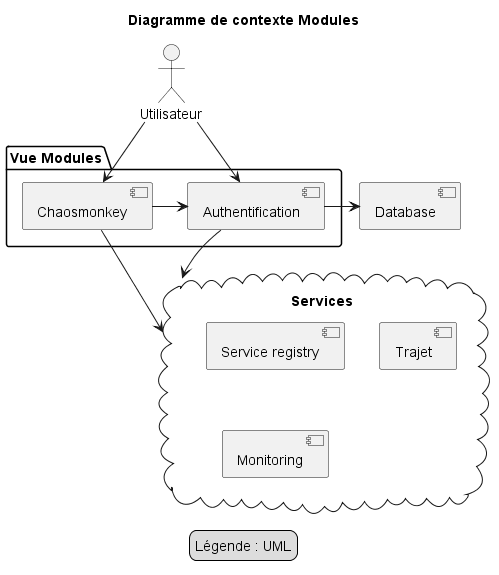 Diagramme de contexte Modules
Utilisateur
Vue Modules
Chaosmonkey
Authentification
Database
Services
Service registry
Trajet
Monitoring
Légende : UML